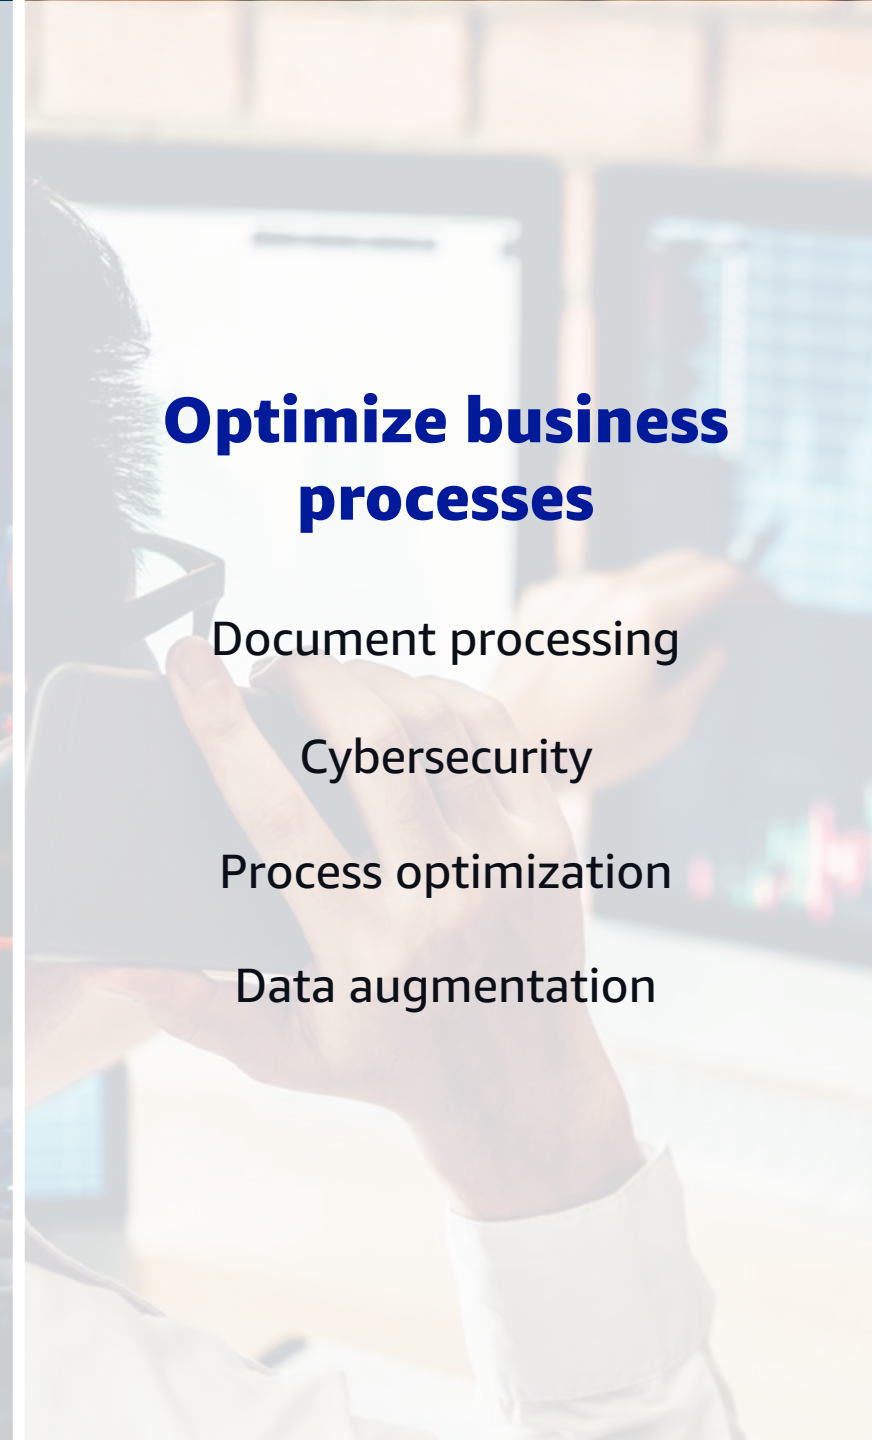 Optimize business
processes
Document processing
Cybersecurity
Process optimization
Data augmentation